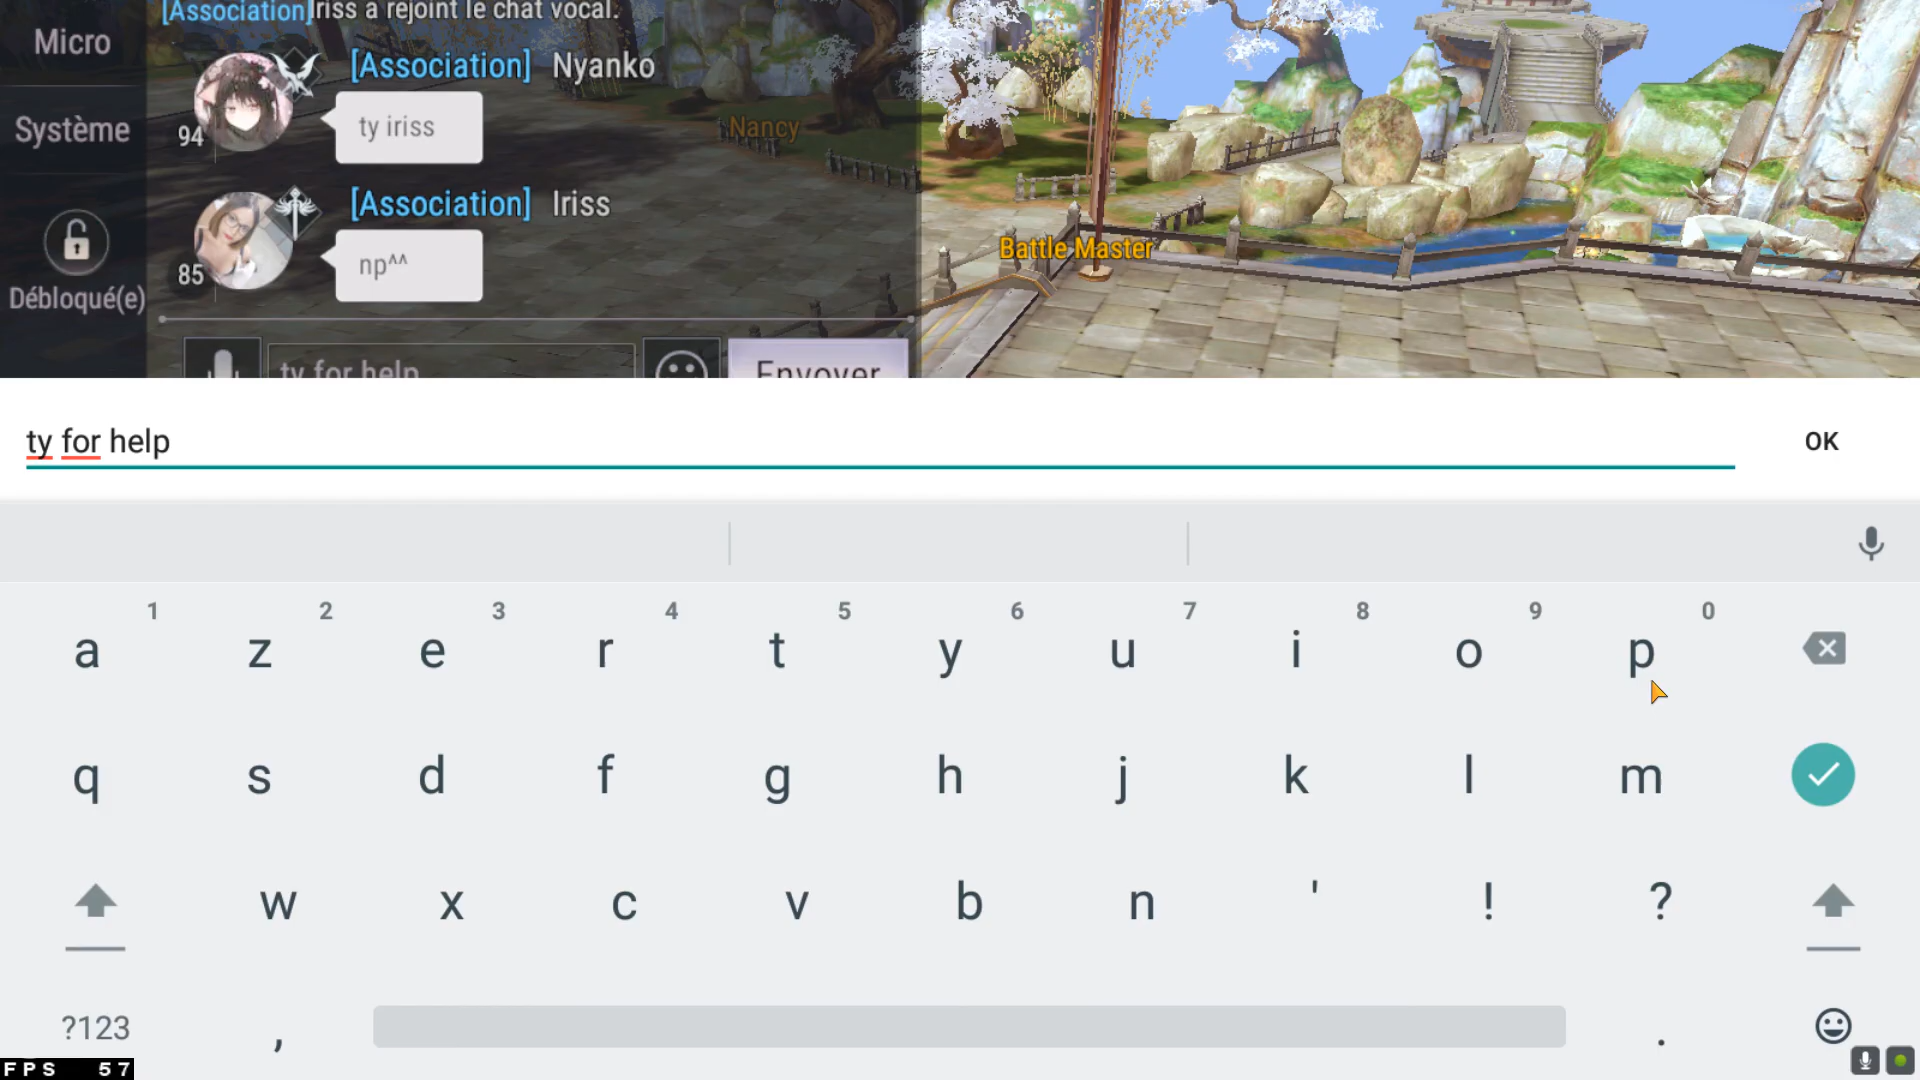 [Association]Iriss a rejoint le chat vocal.
Micro
[Association] Nyanko
94
ty iriss
Système
Nancy
[Association] Iriss
85
np^^
Débloqué(e)
Battle Master
ty for help
Envoyer
ty for help
OK
1 2 3 4 5 6 7 8 9 0
a z e r t y u i o p
q s d f g h j k l m
w x c v b n ' ! ?
?123 , .
FPS 57